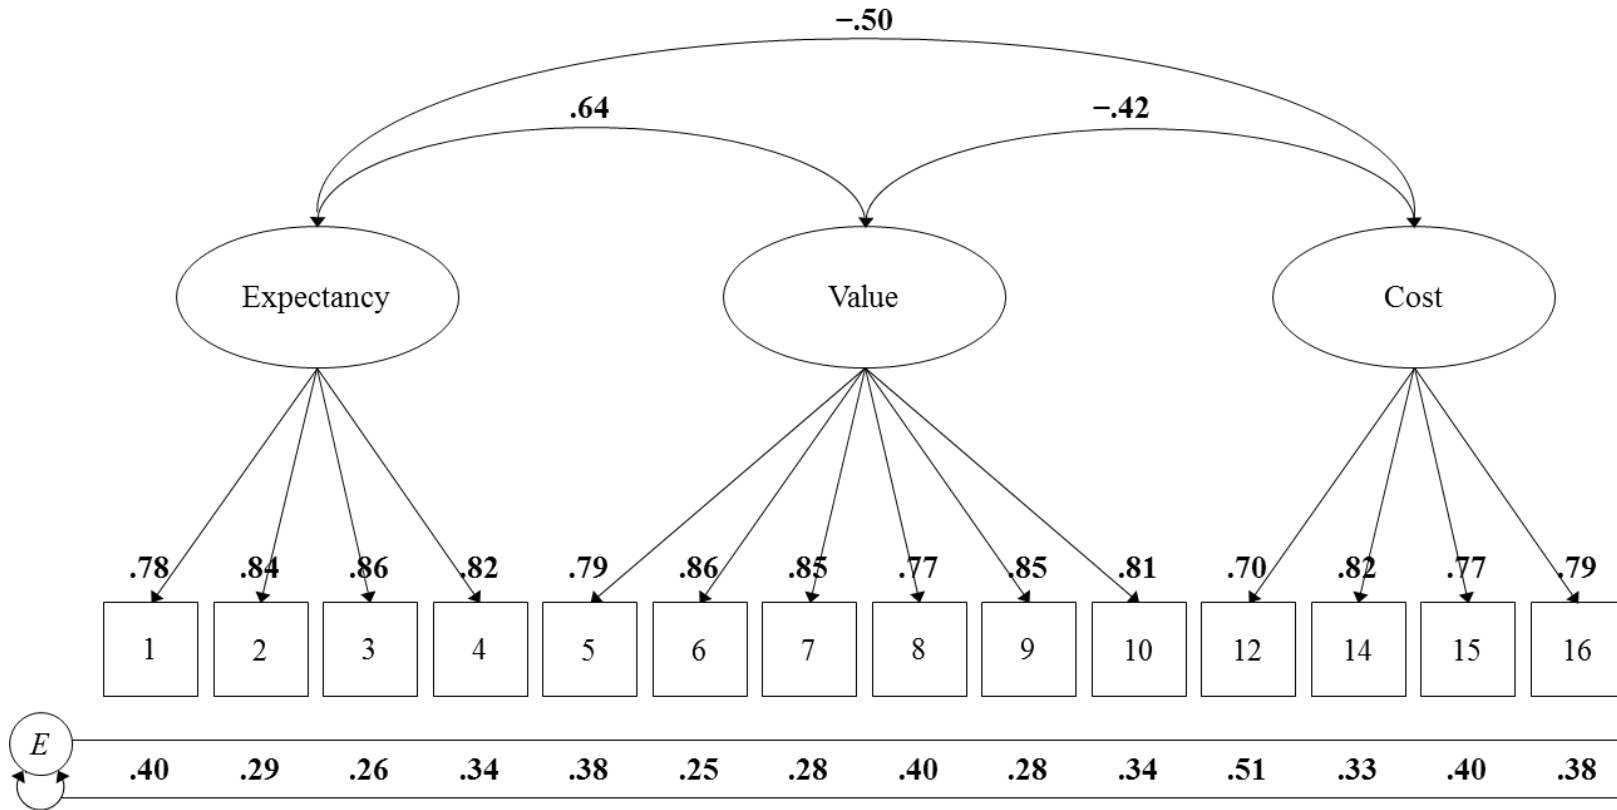 −.50
.64 −.42
Expectancy Value Cost
.78 .84 .86 .82 .79 .86 .85 .77 .85 .81 .70 .82 .77 .79
1 2 3 4 5 6 7 8 9 10 12 14 15 16
E
.40 .29 .26 .34 .38 .25 .28 .40 .28 .34 .51 .33 .40 .38